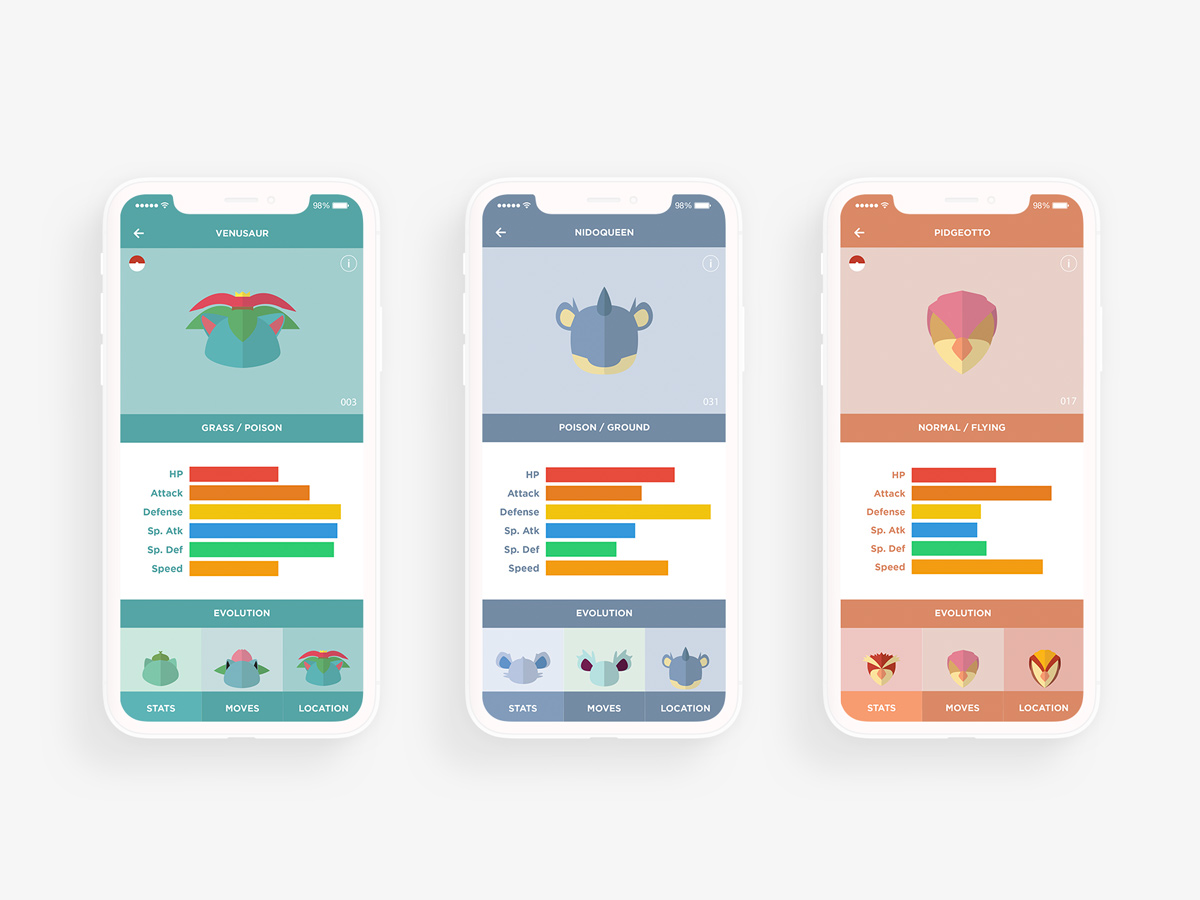 98%
VENUSAUR
i
003
GRASS / POISON
HP
Attack
Defense
Sp. Atk
Sp. Def
Speed
EVOLUTION
STATS MOVES LOCATION
98%
NIDOQUEEN
i
031
POISON / GROUND
HP
Attack
Defense
Sp. Atk
Sp. Def
Speed
EVOLUTION
STATS MOVES LOCATION
98%
PIDGEOTTO
i
017
NORMAL / FLYING
HP
Attack
Defense
Sp. Atk
Sp. Def
Speed
EVOLUTION
STATS MOVES LOCATION